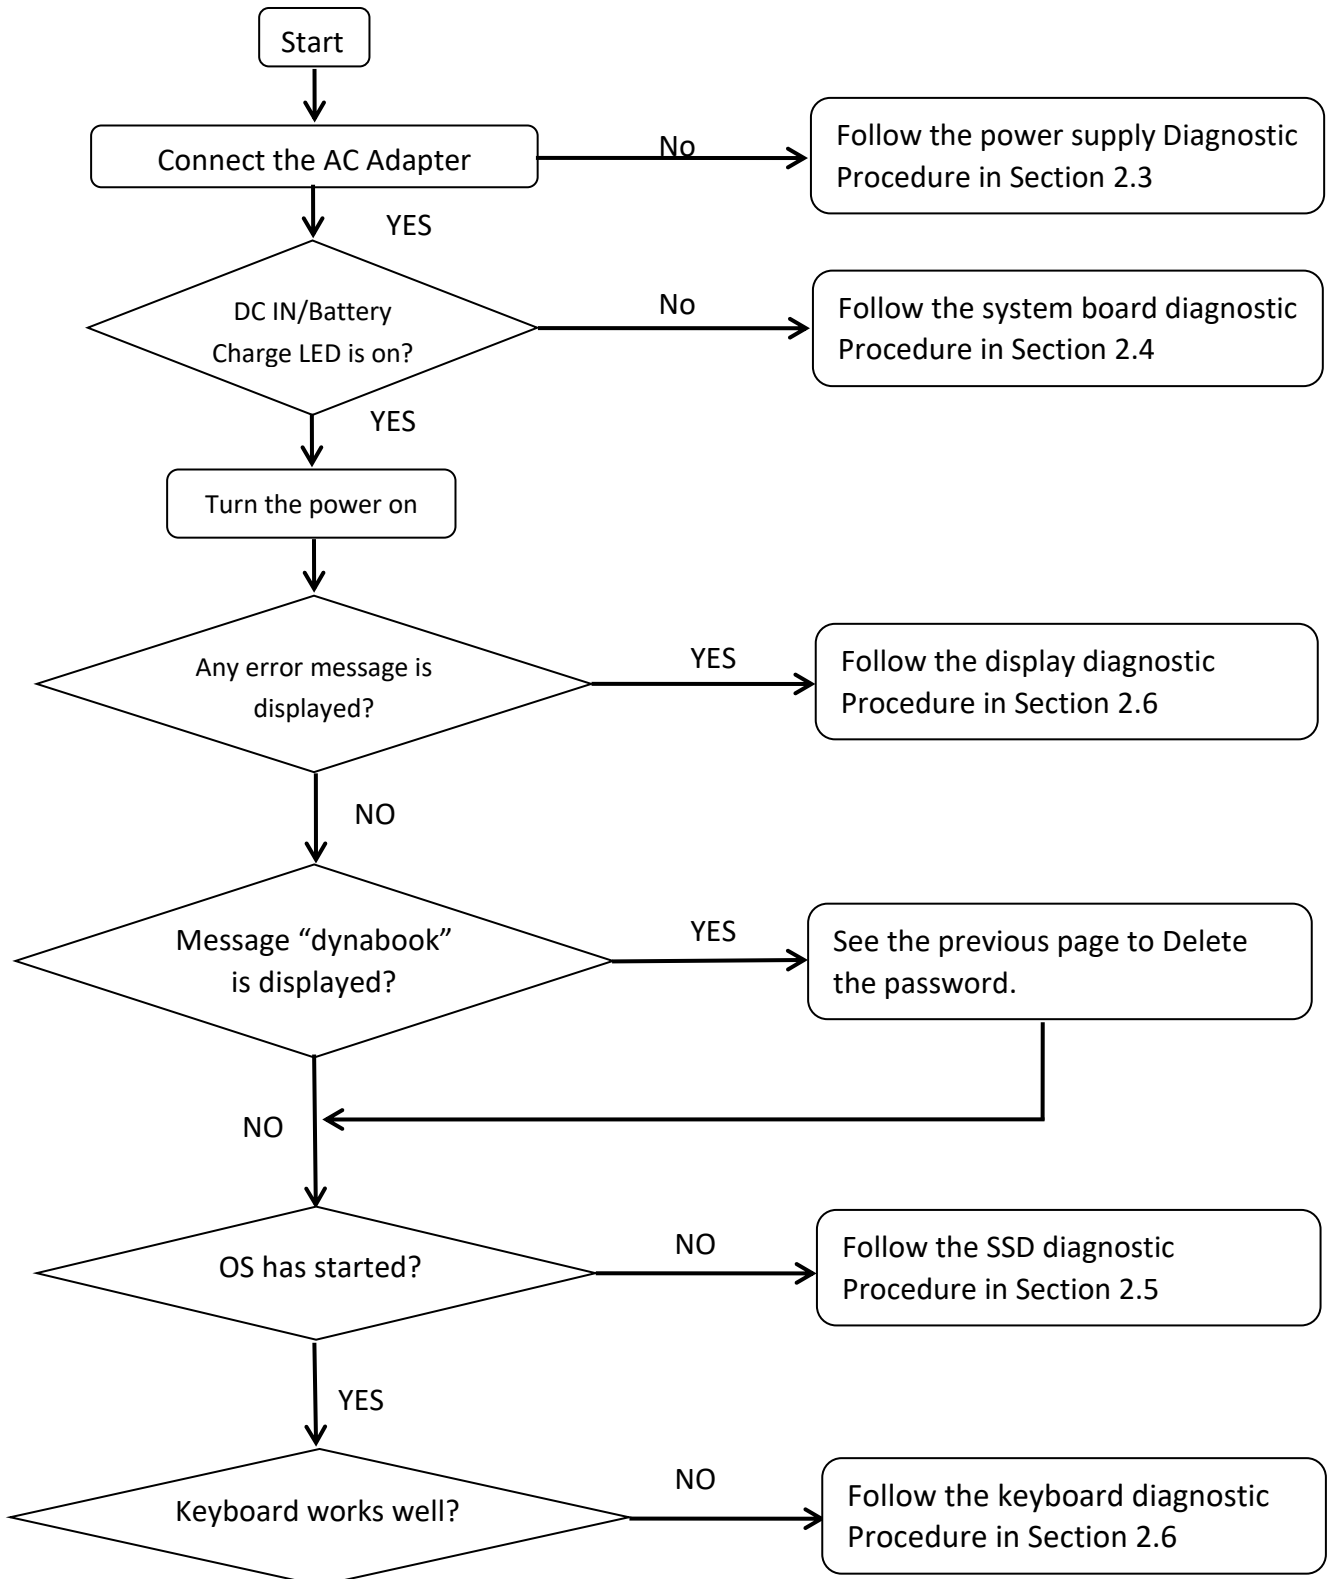 Start
Connect the AC Adapter
No
Follow the power supply Diagnostic
Procedure in Section 2.3
YES
DC IN/Battery
Charge LED is on?
No
Follow the system board diagnostic
Procedure in Section 2.4
YES
Turn the power on
Any error message is
displayed?
YES
Follow the display diagnostic
Procedure in Section 2.6
NO
Message “dynabook”
is displayed?
YES
See the previous page to Delete
the password.
NO
OS has started?
NO
Follow the SSD diagnostic
Procedure in Section 2.5
YES
Keyboard works well?
NO
Follow the keyboard diagnostic
Procedure in Section 2.6